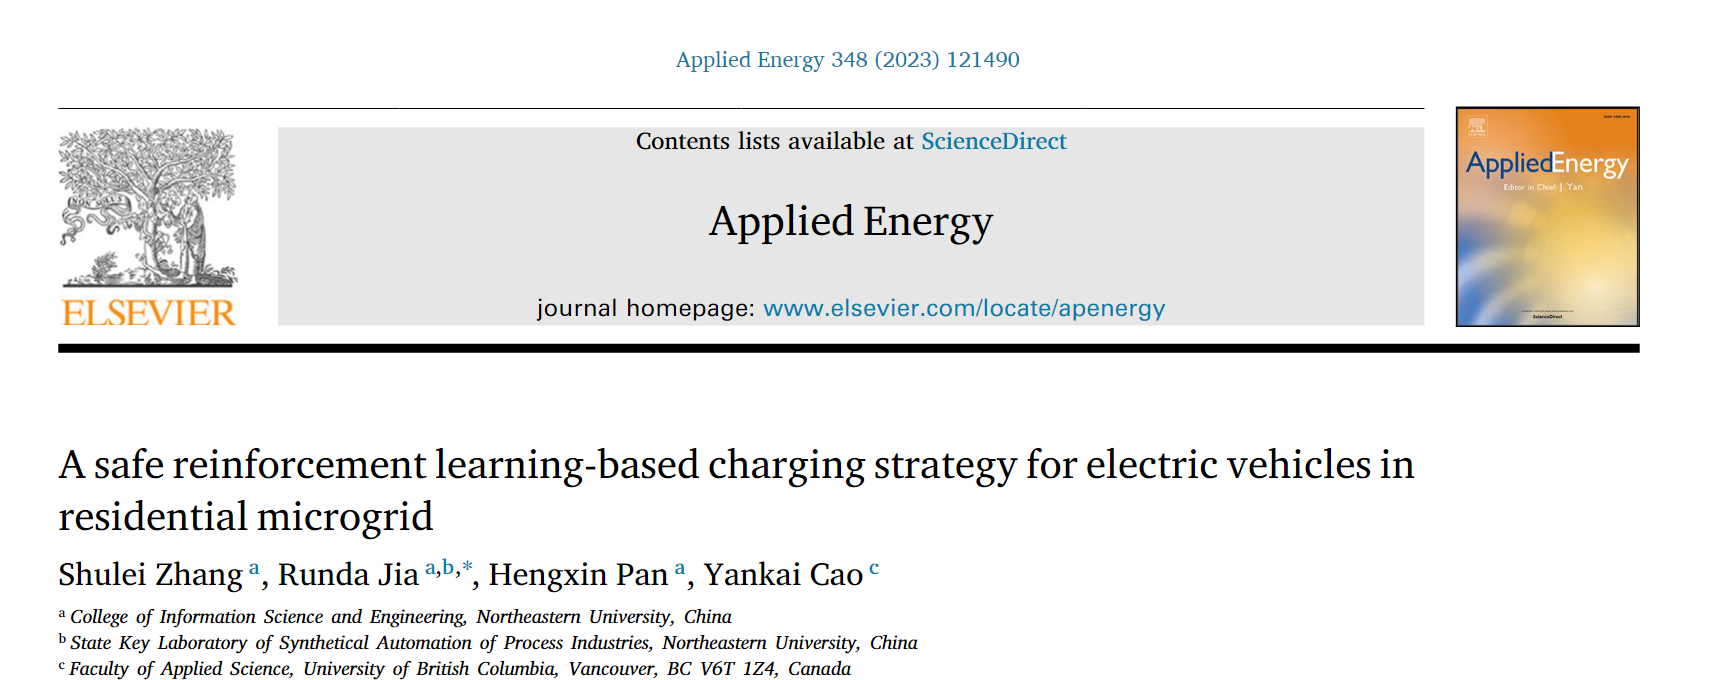 Applied Energy 348 (2023) 121490
Contents lists available at ScienceDirect
Applied Energy
journal homepage: www.elsevier.com/locate/apenergy
NON SOLUS
ELSEVIER
AppliedEnergy
Editor in Chief: J. Yan
ScienceDirect
A safe reinforcement learning-based charging strategy for electric vehicles in
residential microgrid
Shulei Zhang a, Runda Jia a,b,*, Hengxin Pan a, Yankai Cao c
a College of Information Science and Engineering, Northeastern University, China
b State Key Laboratory of Synthetical Automation of Process Industries, Northeastern University, China
c Faculty of Applied Science, University of British Columbia, Vancouver, BC V6T 1Z4, Canada